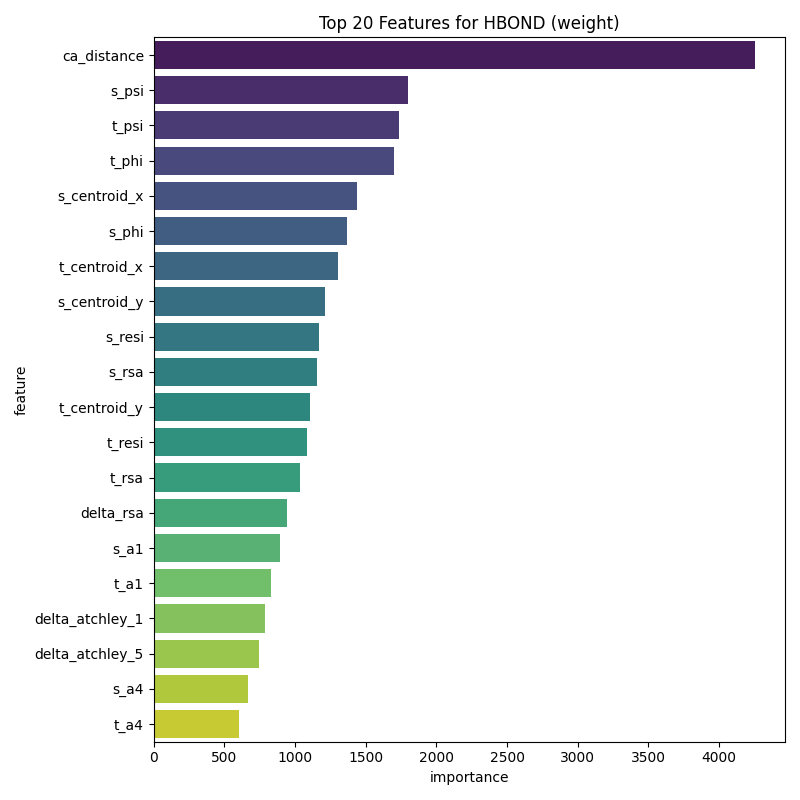 Top 20 Features for HBOND (weight)
feature
ca_distance
s_psi
t_psi
t_phi
s_centroid_x
s_phi
t_centroid_x
s_centroid_y
s_resi
s_rsa
t_centroid_y
t_resi
t_rsa
delta_rsa
s_a1
t_a1
delta_atchley_1
delta_atchley_5
s_a4
t_a4
0 500 1000 1500 2000 2500 3000 3500 4000
importance